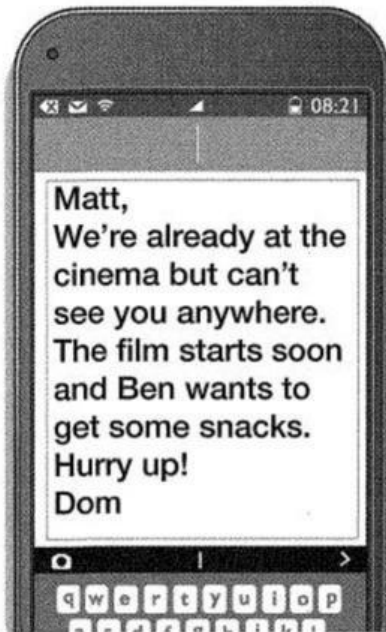 08:21
Matt,
We're already at the
cinema but can't
see you anywhere.
The film starts soon
and Ben wants to
get some snacks.
Hurry up!
Dom
q w e r t y u i o p